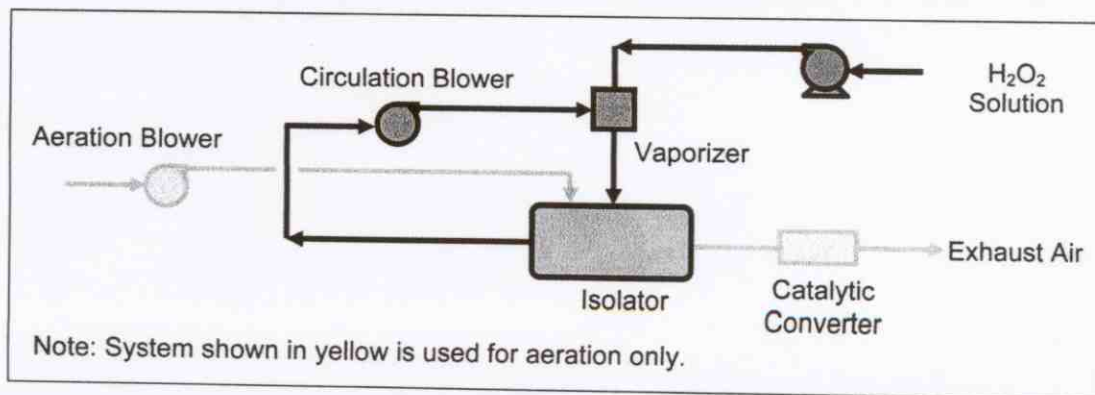 Circulation Blower
H₂O₂
Solution
Aeration Blower
Vaporizer
Exhaust Air
Isolator
Catalytic
Converter
Note: System shown in yellow is used for aeration only.